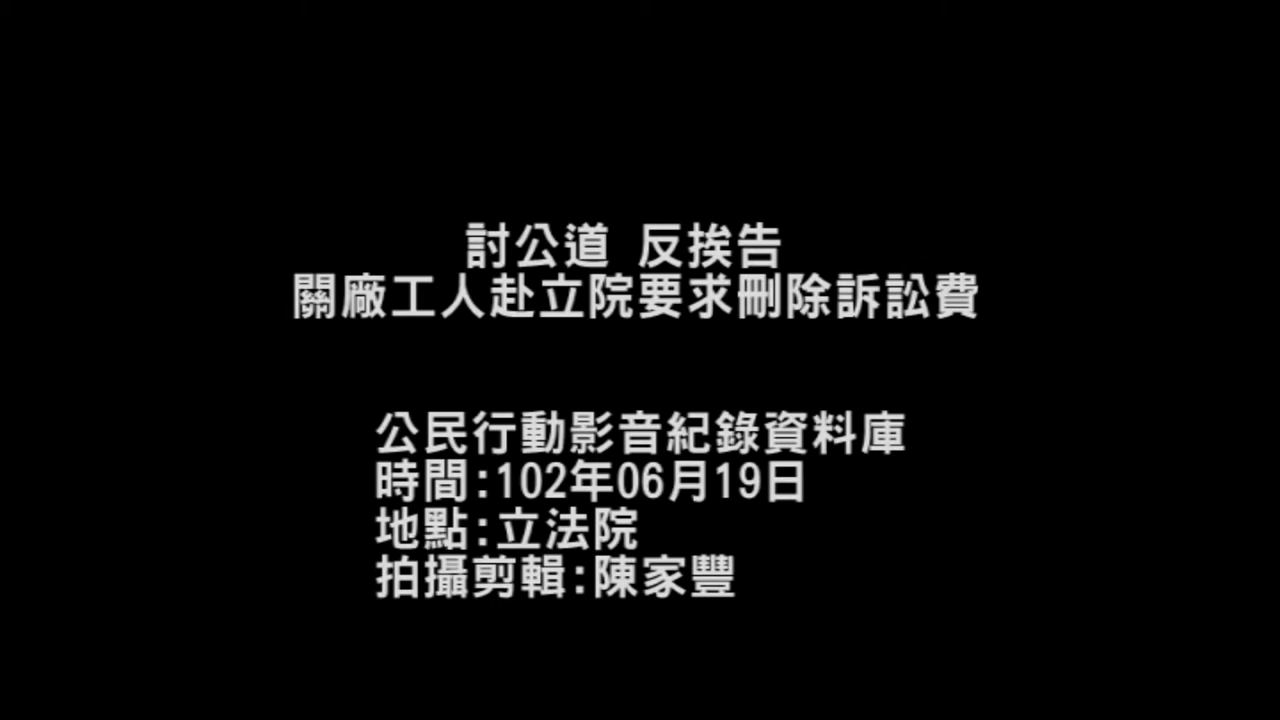 討公道 反挨告
關廠工人赴立院要求刪除訴訟費
公民行動影音紀錄資料庫
時間:102年06月19日
地點:立法院
拍攝剪輯:陳家豐